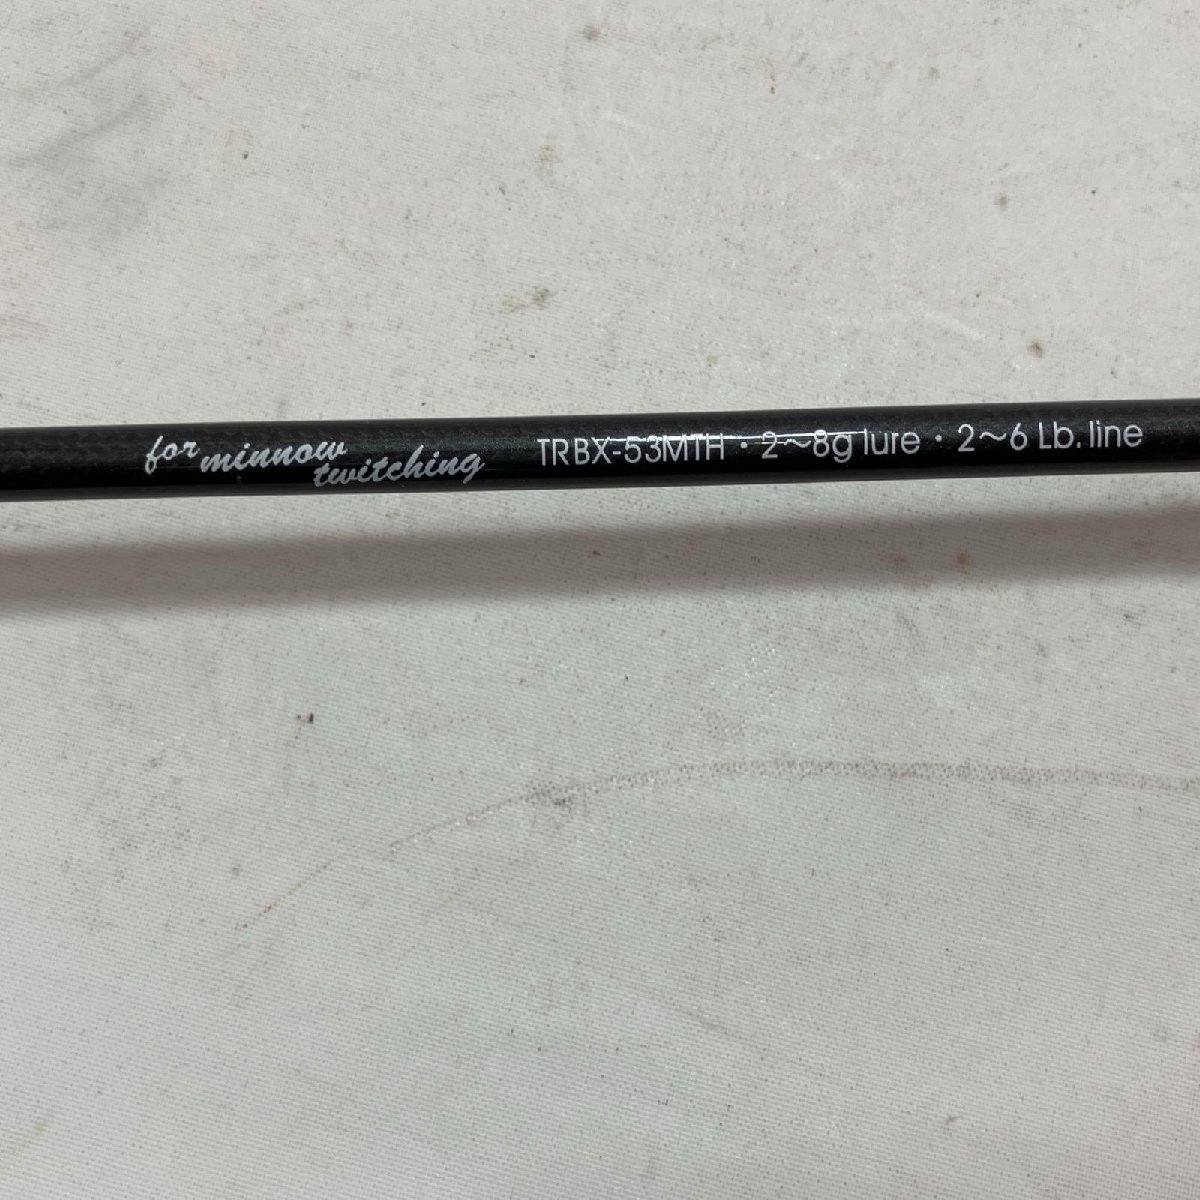 for minnow twitching TRBX-53MTH・2～8g lure・2～6 Lb. line